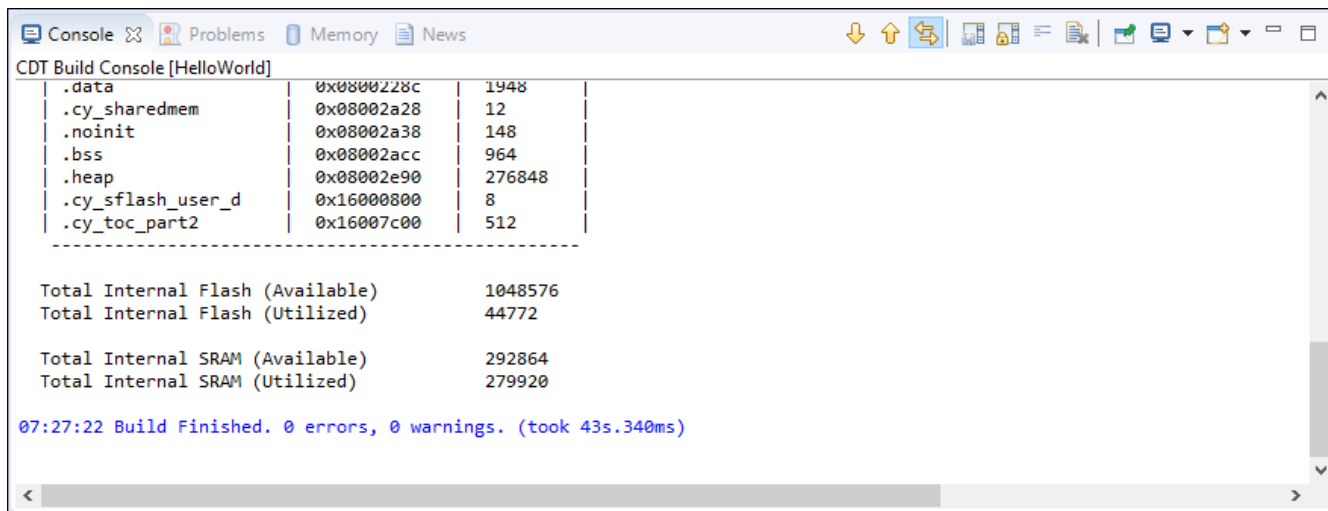 Console Problems Memory News
CDT Build Console [HelloWorld]
| .data | 0x0800228c | 1948 |
| .cy_sharedmem | 0x08002a28 | 12 |
| .noinit | 0x08002a38 | 148 |
| .bss | 0x08002acc | 964 |
| .heap | 0x08002e90 | 276848 |
| .cy_sflash_user_d | 0x16000800 | 8 |
| .cy_toc_part2 | 0x16007c00 | 512 |
--------------------------------------------------
Total Internal Flash (Available) 1048576
Total Internal Flash (Utilized) 44772
Total Internal SRAM (Available) 292864
Total Internal SRAM (Utilized) 279920
07:27:22 Build Finished. 0 errors, 0 warnings. (took 43s.340ms)